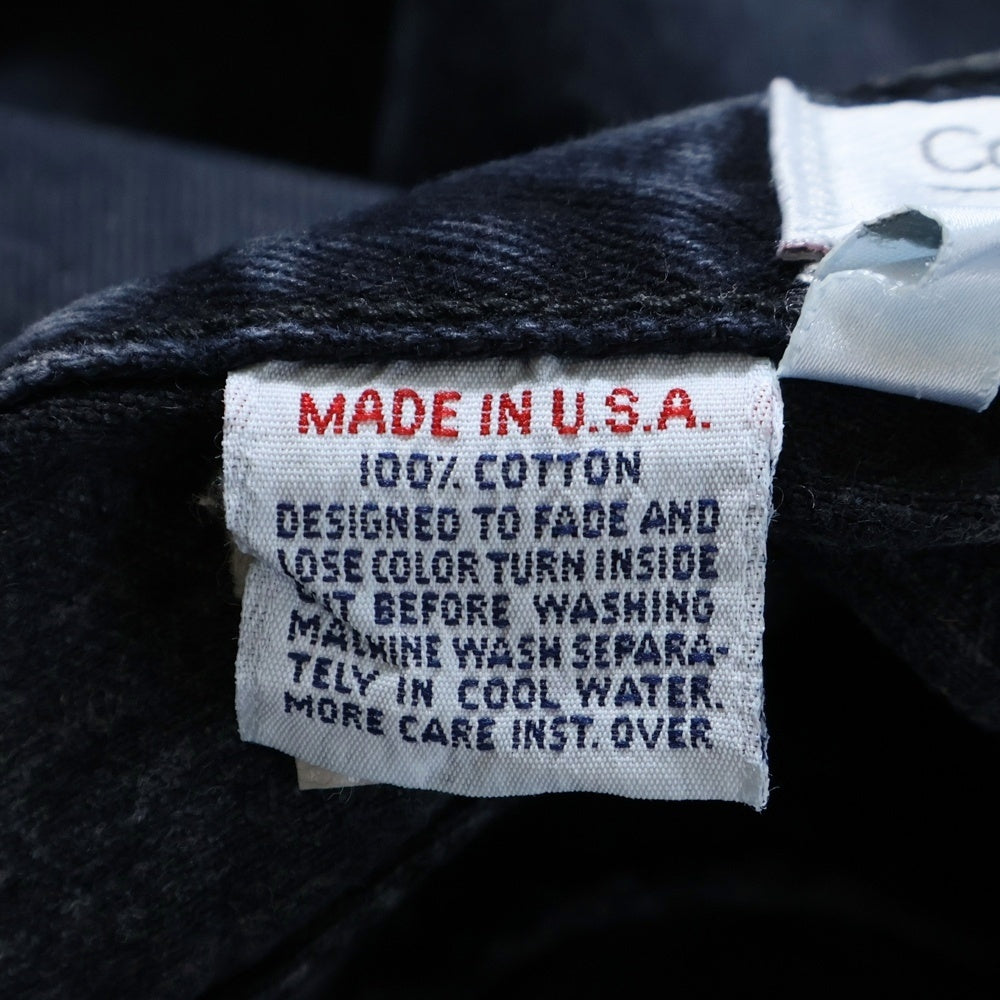 MADE IN U.S.A.
100% COTTON
DESIGNED TO FADE AND
LOSE COLOR TURN INSIDE
OUT BEFORE WASHING
MACHINE WASH SEPARA-
TELY IN COOL WATER.
MORE CARE INST. OVER